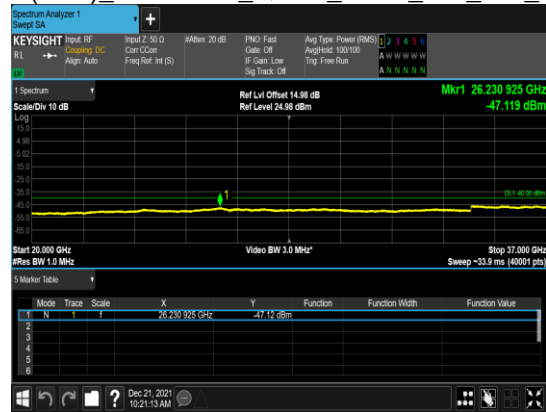 Spectrum Analyzer 1
Swept SA
+
KEYSIGHT Input: RF Input Z: 50 Ω #Atten: 20 dB PNO: Fast Avg Type: Power (RMS) 1 2 3 4 5 6
RL Coupling: DC Corr CCorr Gate: Off Avg|Hold: 100/100 A W W W W W
Align: Auto Freq Ref: Int (S) IF Gain: Low Trig: Free Run A N N N N N
Sig Track: Off
1 Spectrum Ref Lvl Offset 14.98 dB Mkr1 26.230 925 GHz
Scale/Div 10 dB Ref Level 24.98 dBm -47.119 dBm
Log
15.0
4.98
-5.02
-15.0
-25.0
-35.0
1
DL1 -40.00 dBm
-45.0
-55.0
-65.0
Start 20.000 GHz Video BW 3.0 MHz* Stop 37.000 GHz
#Res BW 1.0 MHz Sweep ~33.9 ms (40001 pts)
5 Marker Table
Mode Trace Scale X Y Function Function Width Function Value
1 N 1 f 26.230 925 GHz -47.12 dBm
2
3
4
5
6
? Dec 21, 2021
10:21:13 AM